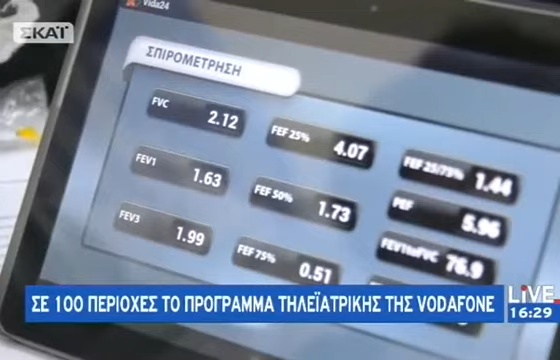 Vida24
ΣΚΑΪ
ΣΠΙΡΟΜΕΤΡΗΣΗ
FVC 2.12
FEF 25% 4.07
FEF 25/75% 1.44
FEV1 1.63
FEF 50% 1.73
PEF 5.96
FEV3 1.99
FEF 75% 0.51
FEV1toFVC 76.9
ΣΕ 100 ΠΕΡΙΟΧΕΣ ΤΟ ΠΡΟΓΡΑΜΜΑ ΤΗΛΕΪΑΤΡΙΚΗΣ ΤΗΣ VODAFONE
LiVE
16:29